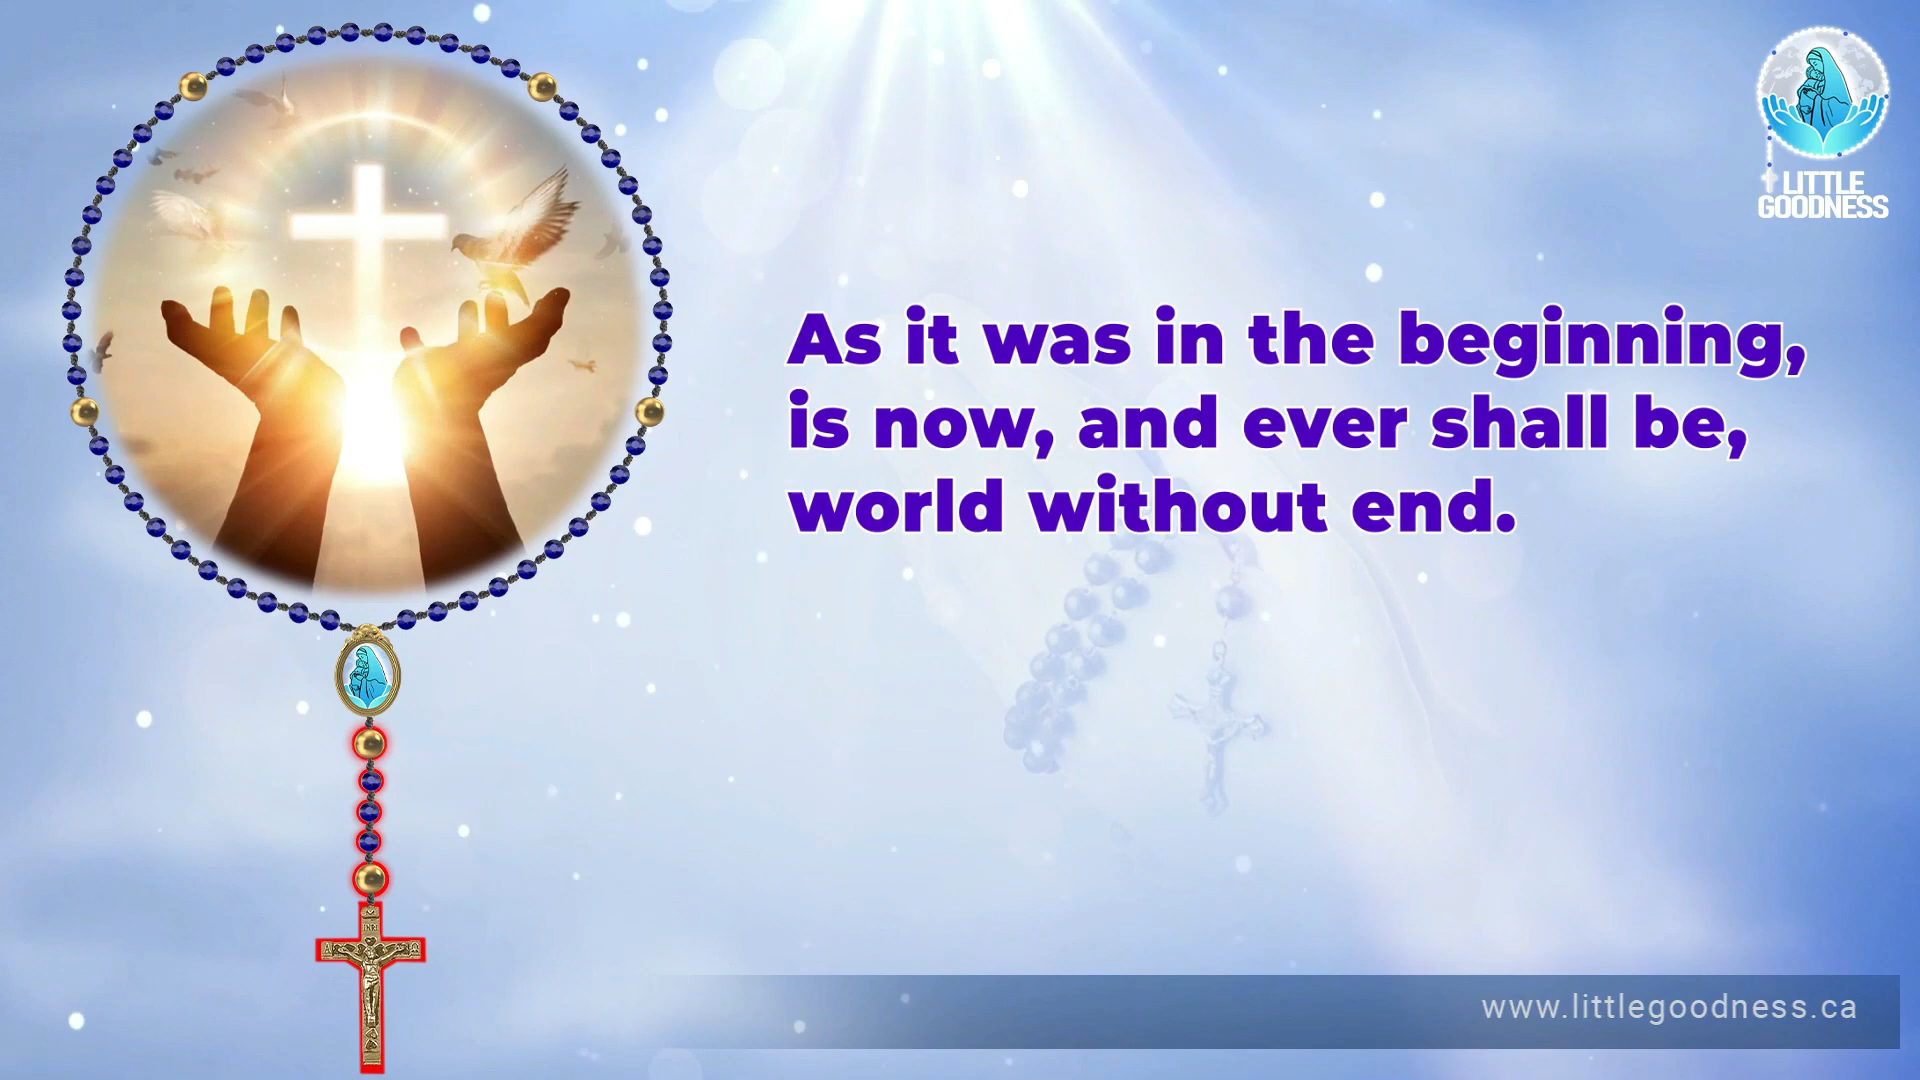 LITTLE
GOODNESS
As it was in the beginning,
is now, and ever shall be,
world without end.
INRI
www.littlegoodness.ca